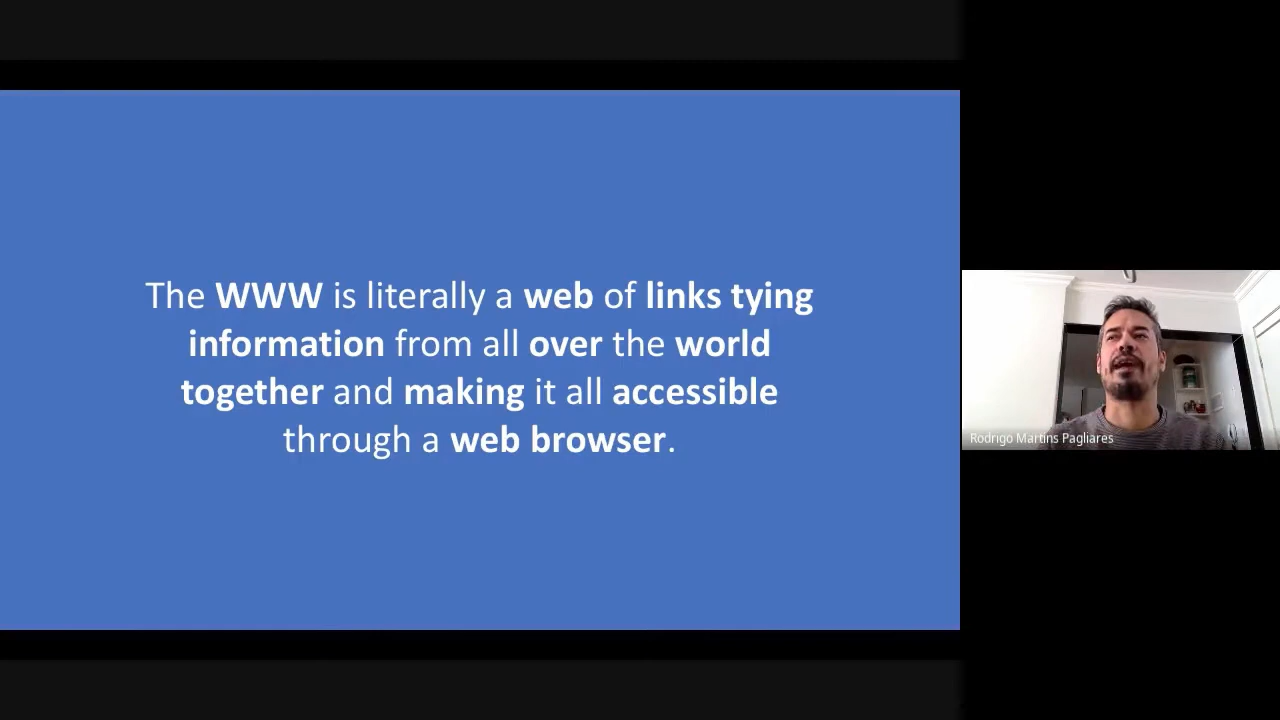 The WWW is literally a web of links tying
information from all over the world
together and making it all accessible
through a web browser.
Rodrigo Martins Pagliares